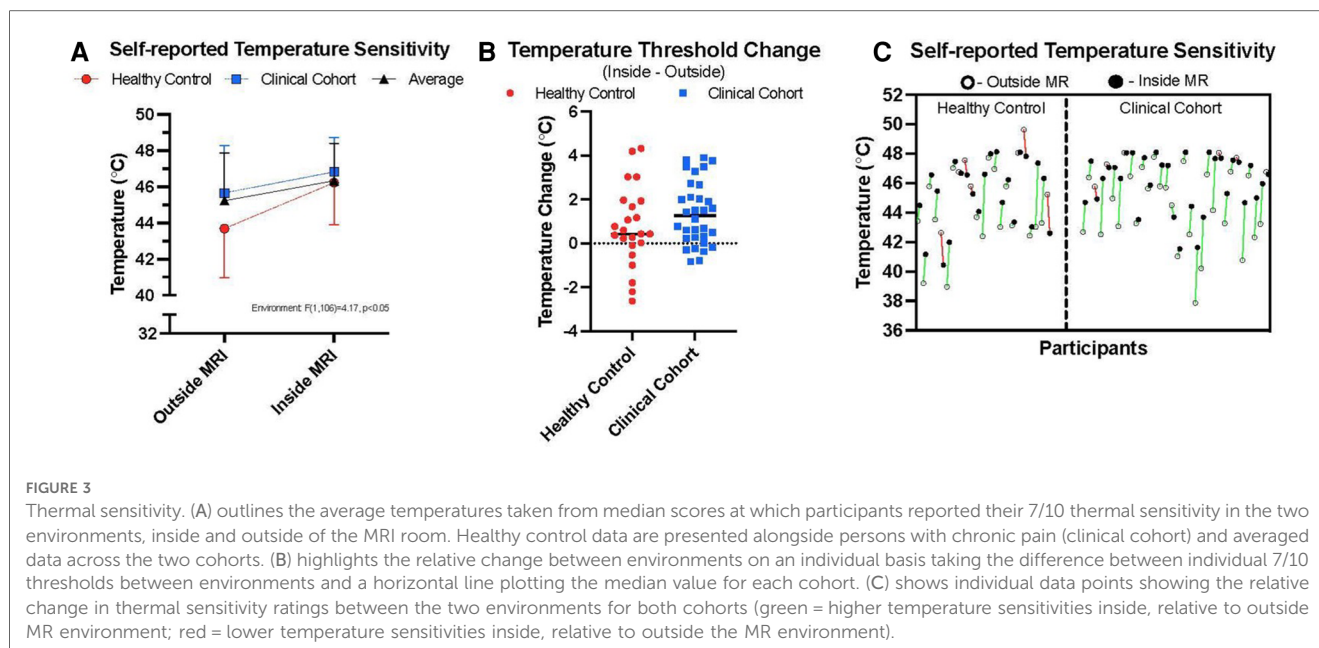 A Self-reported Temperature Sensitivity
Healthy Control Clinical Cohort Average
Temperature (°C)
50
48
46
44
42
40
32
Environment: F(1,106)=4.17, p<0.05
Outside MRI
Inside MRI
B Temperature Threshold Change
(Inside - Outside)
Healthy Control Clinical Cohort
Temperature Change (°C)
6
4
2
0
-2
-4
Healthy Control
Clinical Cohort
C Self-reported Temperature Sensitivity
- Outside MR - Inside MR
Healthy Control Clinical Cohort
Temperature (°C)
52
50
48
46
44
42
40
38
36
Participants
FIGURE 3
Thermal sensitivity. (A) outlines the average temperatures taken from median scores at which participants reported their 7/10 thermal sensitivity in the two
environments, inside and outside of the MRI room. Healthy control data are presented alongside persons with chronic pain (clinical cohort) and averaged
data across the two cohorts. (B) highlights the relative change between environments on an individual basis taking the difference between individual 7/10
thresholds between environments and a horizontal line plotting the median value for each cohort. (C) shows individual data points showing the relative
change in thermal sensitivity ratings between the two environments for both cohorts (green = higher temperature sensitivities inside, relative to outside
MR environment; red = lower temperature sensitivities inside, relative to outside the MR environment).